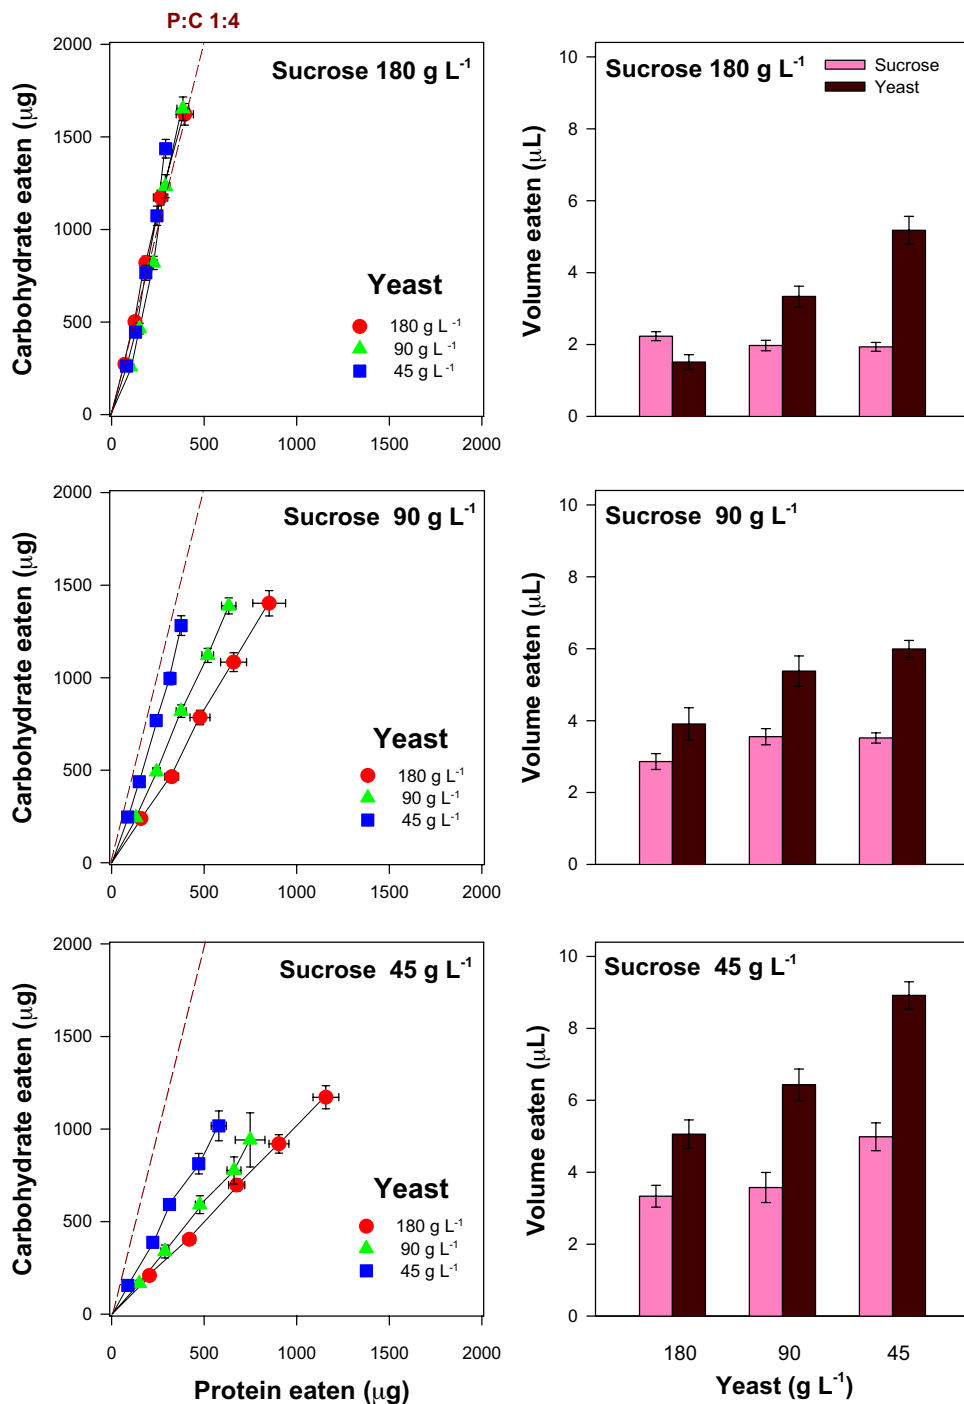 P:C 1:4
Sucrose 180 g L⁻¹
Carbohydrate eaten (μg)
2000
1500
1000
500
0
Yeast
180 g L⁻¹
90 g L⁻¹
45 g L⁻¹
0 500 1000 1500 2000
Sucrose 180 g L⁻¹
Sucrose
Yeast
Volume eaten (μL)
10
8
6
4
2
0
Sucrose 90 g L⁻¹
Carbohydrate eaten (μg)
2000
1500
1000
500
0
Yeast
180 g L⁻¹
90 g L⁻¹
45 g L⁻¹
0 500 1000 1500 2000
Sucrose 90 g L⁻¹
Volume eaten (μL)
10
8
6
4
2
0
Sucrose 45 g L⁻¹
Carbohydrate eaten (μg)
2000
1500
1000
500
0
Yeast
180 g L⁻¹
90 g L⁻¹
45 g L⁻¹
0 500 1000 1500 2000
Protein eaten (μg)
Sucrose 45 g L⁻¹
Volume eaten (μL)
10
8
6
4
2
0
180 90 45
Yeast (g L⁻¹)